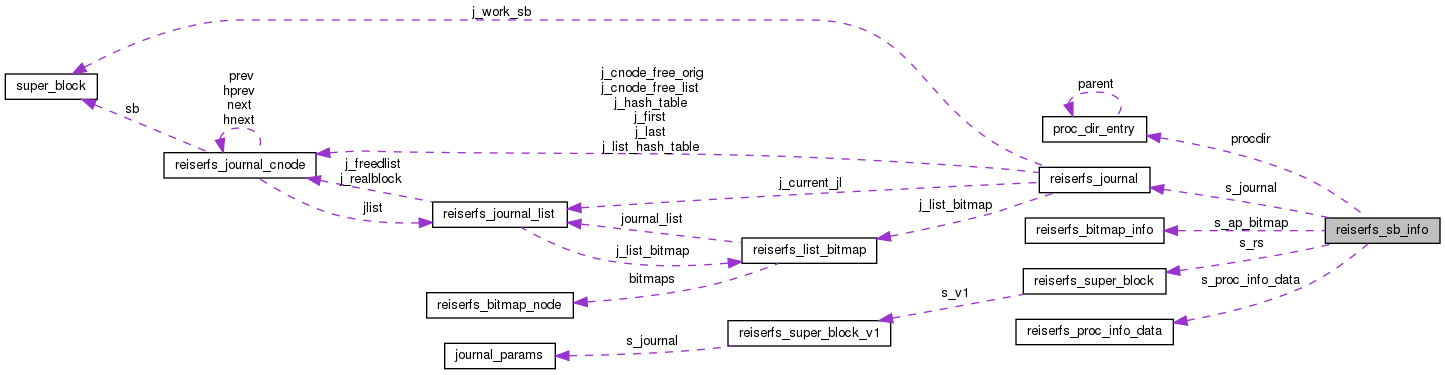 j_work_sb
super_block
sb
prev
hprev
next
hnext
reiserfs_journal_cnode
j_cnode_free_orig
j_cnode_free_list
j_hash_table
j_first
j_last
j_list_hash_table
parent
proc_dir_entry
procdir
j_freedlist
j_realblock
jlist
reiserfs_journal_list
j_current_jl
reiserfs_journal
s_journal
j_list_bitmap
journal_list
j_list_bitmap
reiserfs_list_bitmap
reiserfs_bitmap_info
s_ap_bitmap
reiserfs_sb_info
s_rs
bitmaps
reiserfs_bitmap_node
reiserfs_super_block
s_proc_info_data
s_v1
reiserfs_super_block_v1
reiserfs_proc_info_data
s_journal
journal_params